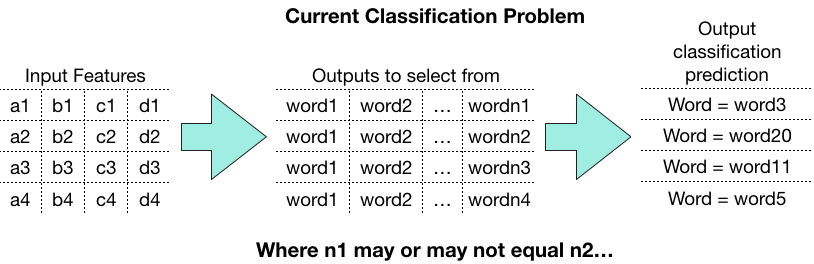 Current Classification Problem
Output
classification
prediction
Input Features
Outputs to select from
a1 b1 c1 d1
word1 word2 … wordn1
Word = word3
a2 b2 c2 d2
word1 word2 … wordn2
Word = word20
a3 b3 c3 d3
word1 word2 … wordn3
Word = word11
a4 b4 c4 d4
word1 word2 … wordn4
Word = word5
Where n1 may or may not equal n2…